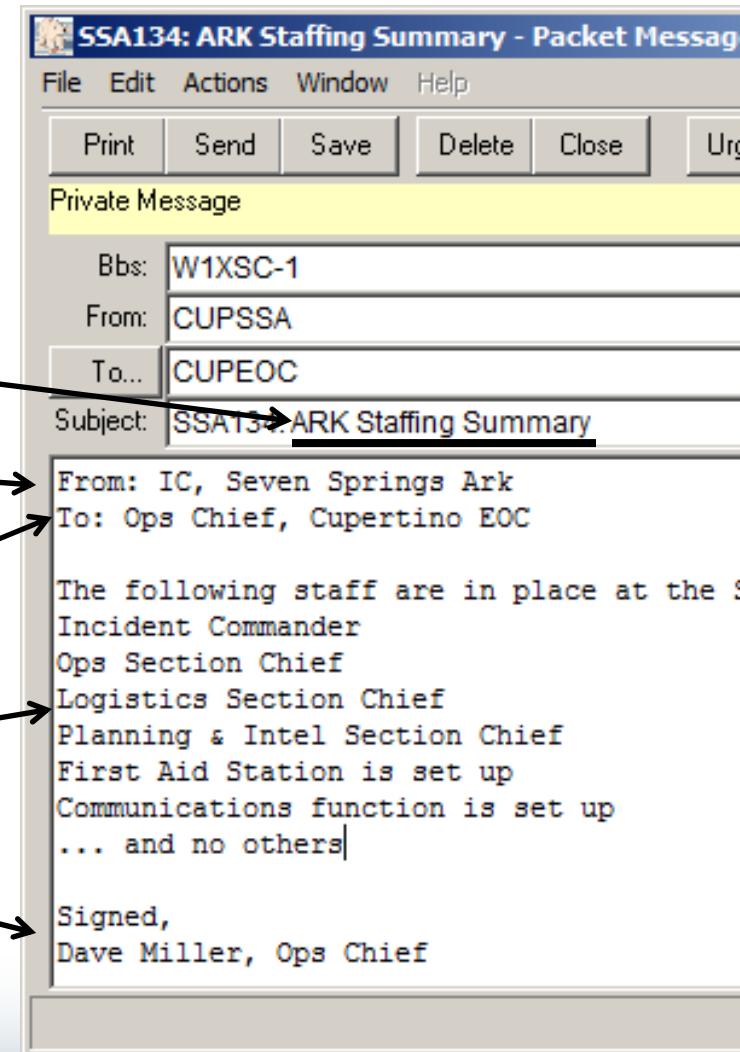 SSA134: ARK Staffing Summary - Packet Messag
File Edit Actions Window Help
Print Send Save Delete Close Urg
Private Message
Bbs: W1XSC-1
From: CUPSSA
To... CUPEOC
Subject: SSA134: ARK Staffing Summary
From: IC, Seven Springs Ark
To: Ops Chief, Cupertino EOC
The following staff are in place at the S
Incident Commander
Ops Section Chief
Logistics Section Chief
Planning & Intel Section Chief
First Aid Station is set up
Communications function is set up
... and no others
Signed,
Dave Miller, Ops Chief